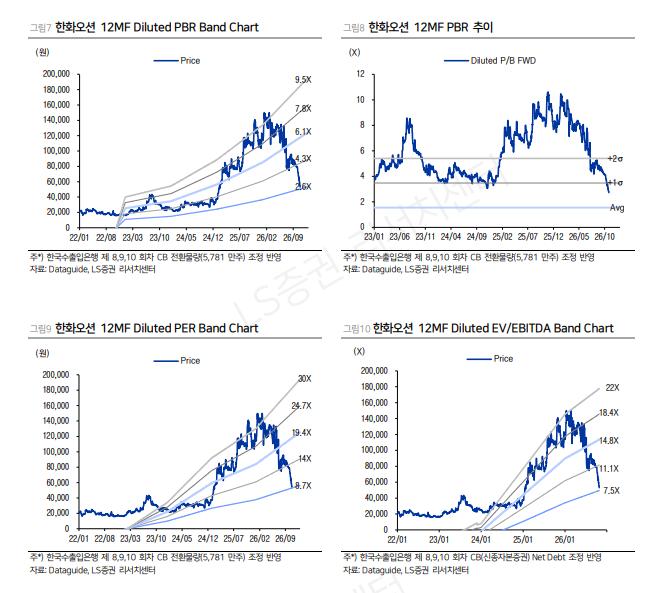 그림7 한화오션 12MF Diluted PBR Band Chart
그림8 한화오션 12MF PBR 추이
(원)
Price
200,000
180,000
160,000
140,000
120,000
100,000
80,000
60,000
40,000
20,000
0
9.5X
7.8X
6.1X
4.3X
2.6X
22/01 22/08 23/03 23/10 24/05 24/12 25/07 26/02 26/09
(X)
Diluted P/B FWD
12
10
8
6
4
2
0
+2σ
+1σ
Avg
23/01 23/06 23/11 24/04 24/09 25/02 25/07 25/12 26/05 26/10
주*) 한국수출입은행 제 8,9,10 회차 CB 전환물량(5,781 만주) 조정 반영
자료: Dataguide, LS증권 리서치센터
주*) 한국수출입은행 제 8,9,10 회차 CB 전환물량(5,781 만주) 조정 반영
자료: Dataguide, LS증권 리서치센터
LS증권 리서치센터
그림9 한화오션 12MF Diluted PER Band Chart
그림10 한화오션 12MF Diluted EV/EBITDA Band Chart
(원)
Price
200,000
180,000
160,000
140,000
120,000
100,000
80,000
60,000
40,000
20,000
0
30X
24.7X
19.4X
14X
8.7X
22/01 22/08 23/03 23/10 24/05 24/12 25/07 26/02 26/09
(X)
Price
200,000
180,000
160,000
140,000
120,000
100,000
80,000
60,000
40,000
20,000
0
22X
18.4X
14.8X
11.1X
7.5X
22/01 23/01 24/01 25/01 26/01
주*) 한국수출입은행 제 8,9,10 회차 CB 전환물량(5,781 만주) 조정 반영
자료: Dataguide, LS증권 리서치센터
주*) 한국수출입은행 제 8,9,10 회차 CB(신종자본증권) Net Debt 조정 반영
자료: Dataguide, LS증권 리서치센터